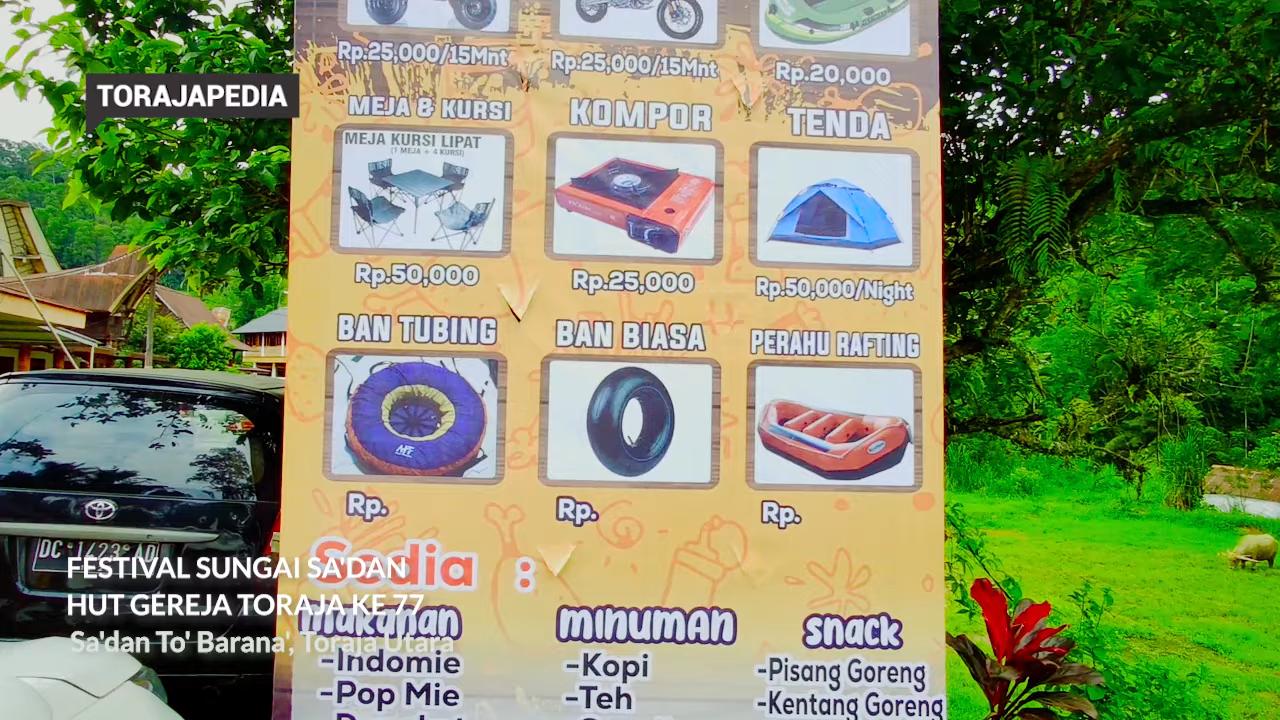 Rp.25,000/15Mnt
Rp.25,000/15Mnt
Rp.20,000
TORAJAPEDIA
MEJA & KURSI
KOMPOR
TENDA
MEJA KURSI LIPAT
(1 MEJA + 4 KURSI)
Rp.50,000
Rp.25,000
Rp.50,000/Night
BAN TUBING
BAN BIASA
PERAHU RAFTING
Rp.
Rp.
Rp.
Sedia :
DC 1423 AD
FESTIVAL SUNGAI SA'DAN
HUT GEREJA TORAJA KE 77
Sa'dan To' Barana', Toraja Utara
makanan
minuman
snack
-Indomie
-Kopi
-Pisang Goreng
-Pop Mie
-Teh
-Kentang Goreng